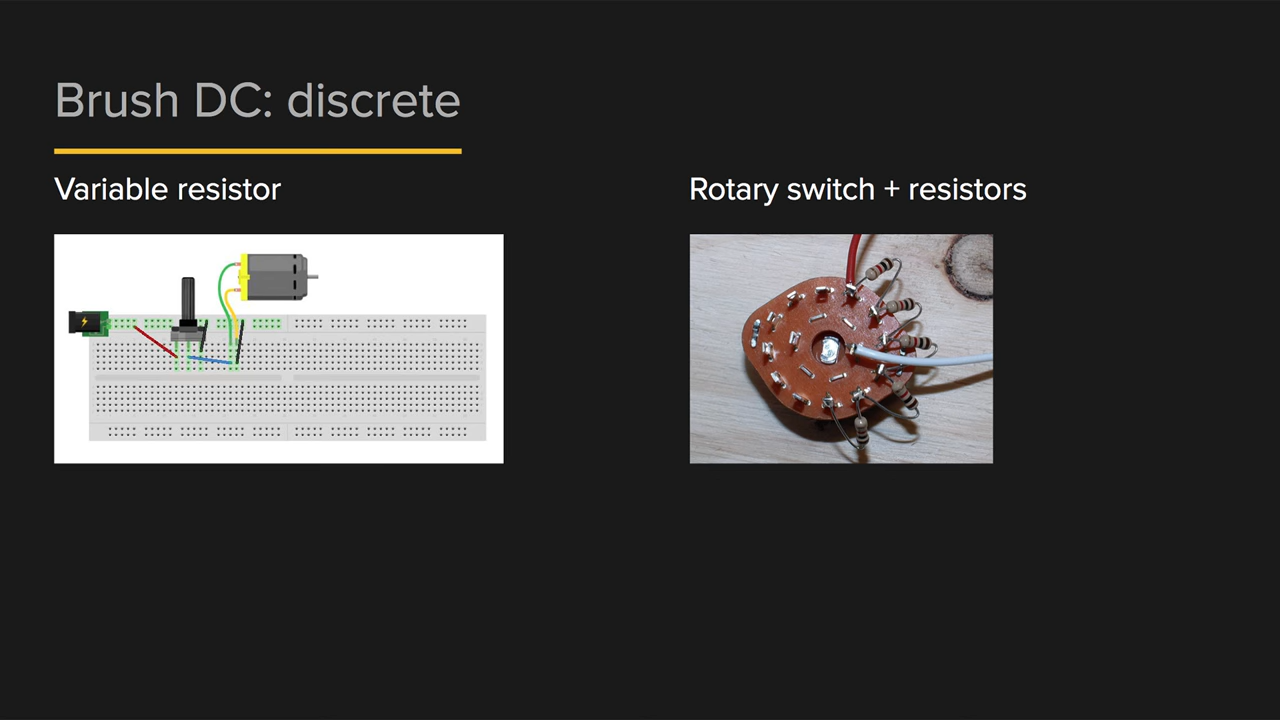 Brush DC: discrete
Variable resistor
Rotary switch + resistors